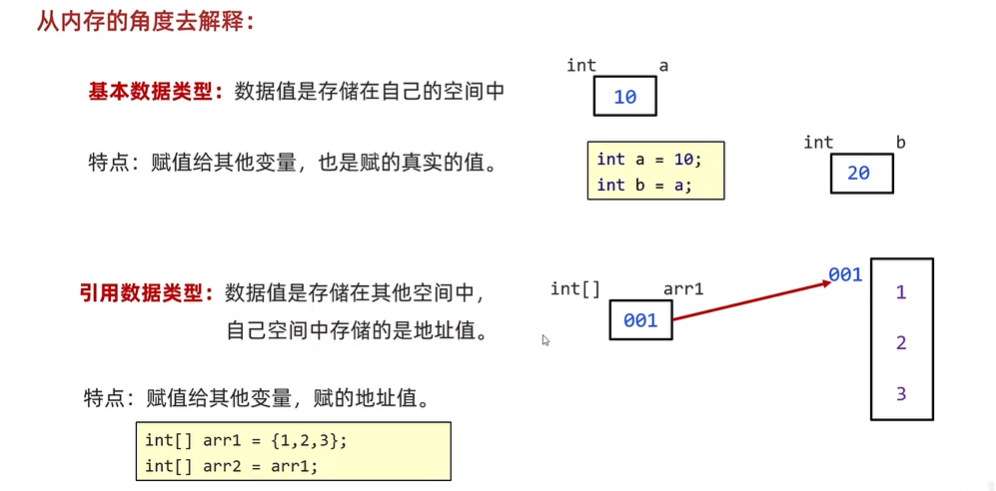 从内存的角度去解释：
基本数据类型：数据值是存储在自己的空间中
特点：赋值给其他变量，也是赋的真实的值。
int a
10
int a = 10;
int b = a;
int b
20
引用数据类型：数据值是存储在其他空间中，
自己空间中存储的是地址值。
int[] arr1
001
001
1
2
3
特点：赋值给其他变量，赋的地址值。
int[] arr1 = {1,2,3};
int[] arr2 = arr1;